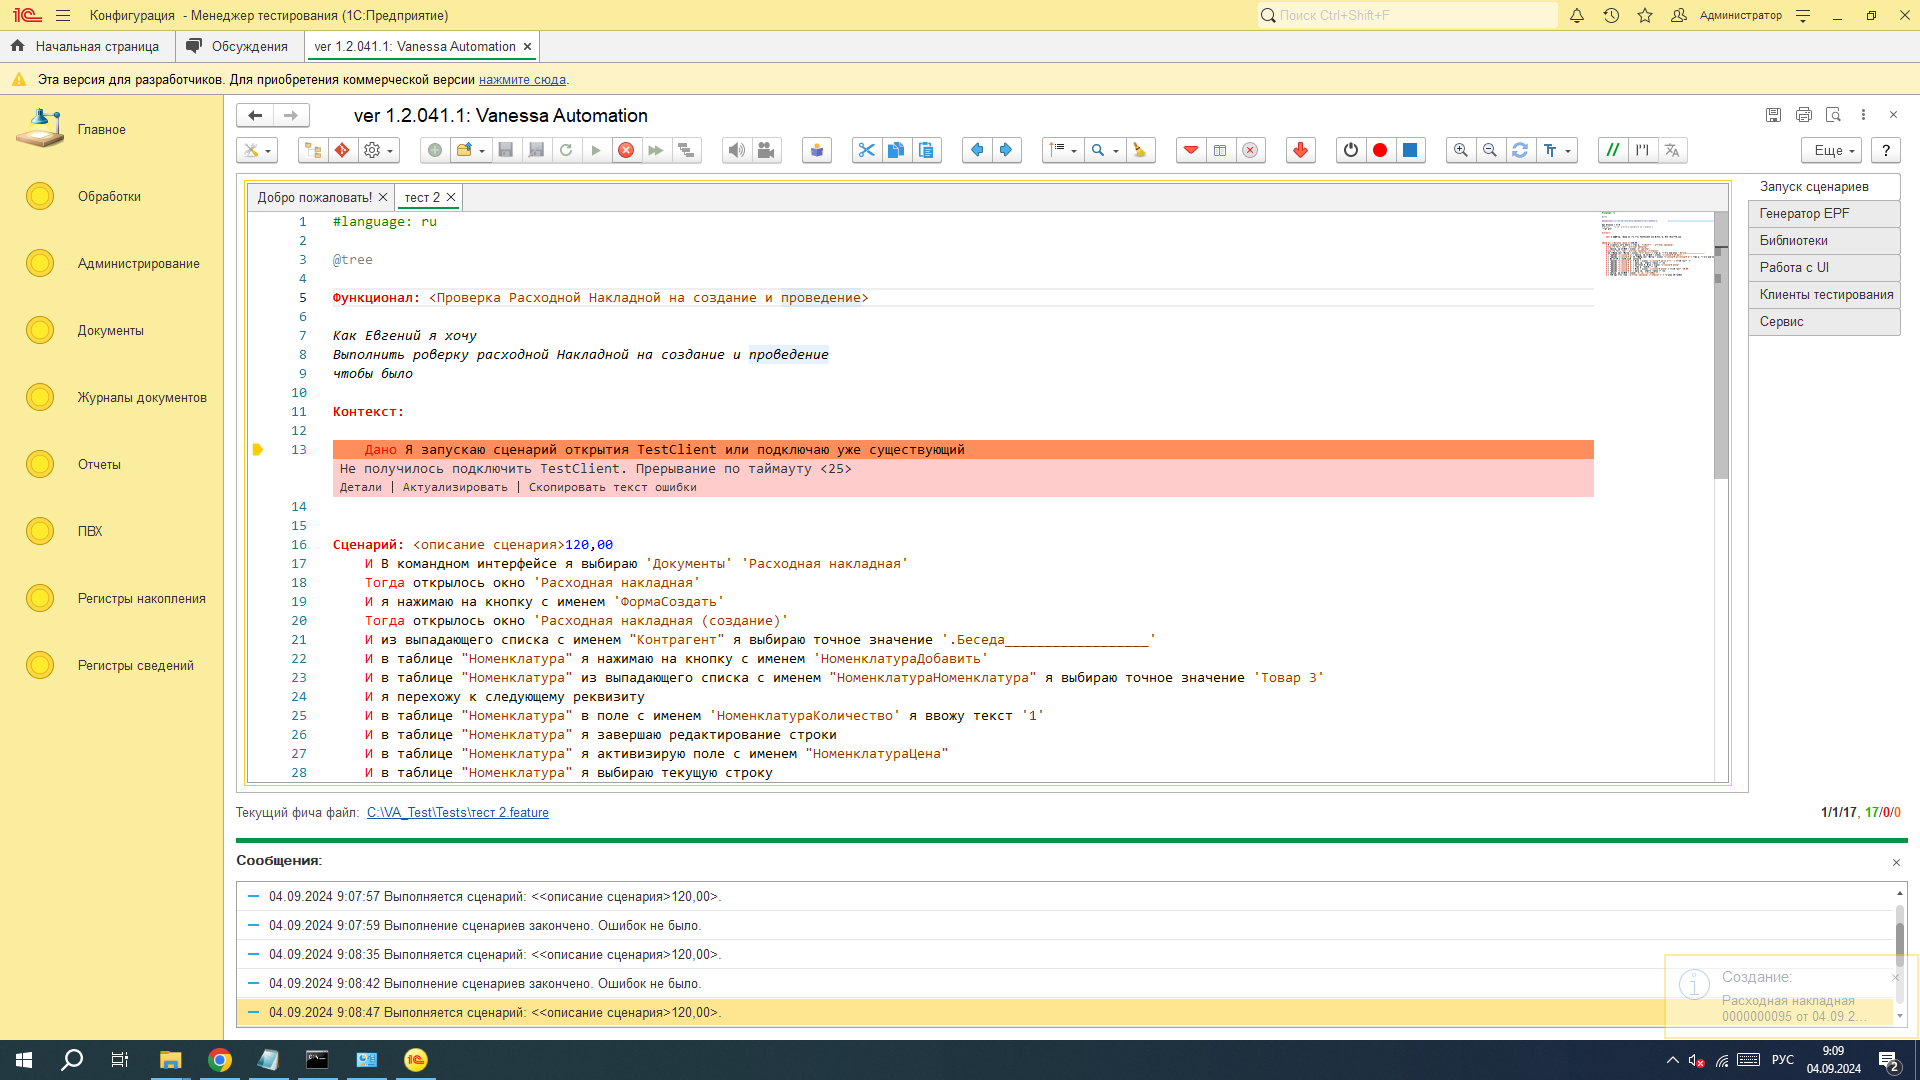 Конфигурация - Менеджер тестирования (1С:Предприятие)
Поиск Ctrl+Shift+F
Администратор
Начальная страница
Обсуждения
ver 1.2.041.1: Vanessa Automation
Эта версия для разработчиков. Для приобретения коммерческой версии нажмите сюда.
Главное
Обработки
Администрирование
Документы
Журналы документов
Отчеты
ПВХ
Регистры накопления
Регистры сведений
ver 1.2.041.1: Vanessa Automation
Еще
?
Добро пожаловать!
тест 2
1 #language: ru
2
3 @tree
4
5 Функционал: <Проверка Расходной Накладной на создание и проведение>
6
7 Как Евгений я хочу
8 Выполнить роверку расходной Накладной на создание и проведение
9 чтобы было
10
11 Контекст:
12
13 Дано Я запускаю сценарий открытия TestClient или подключаю уже существующий
Не получилось подключить TestClient. Прерывание по таймауту <25>
Детали | Актуализировать | Скопировать текст ошибки
14
15
16 Сценарий: <описание сценария>120,00
17 И В командном интерфейсе я выбираю 'Документы' 'Расходная накладная'
18 Тогда открылось окно 'Расходная накладная'
19 И я нажимаю на кнопку с именем 'ФормаСоздать'
20 Тогда открылось окно 'Расходная накладная (создание)'
21 И из выпадающего списка с именем "Контрагент" я выбираю точное значение '.Беседа__________________'
22 И в таблице "Номенклатура" я нажимаю на кнопку с именем 'НоменклатураДобавить'
23 И в таблице "Номенклатура" из выпадающего списка с именем "НоменклатураНоменклатура" я выбираю точное значение 'Товар 3'
24 И я перехожу к следующему реквизиту
25 И в таблице "Номенклатура" в поле с именем 'НоменклатураКоличество' я ввожу текст '1'
26 И в таблице "Номенклатура" я завершаю редактирование строки
27 И в таблице "Номенклатура" я активизирую поле с именем "НоменклатураЦена"
28 И в таблице "Номенклатура" я выбираю текущую строку
Запуск сценариев
Генератор EPF
Библиотеки
Работа с UI
Клиенты тестирования
Сервис
Текущий фича файл: C:\VA_Test\Tests\тест 2.feature
1/1/17, 17/0/0
Сообщения:
04.09.2024 9:07:57 Выполняется сценарий: <<описание сценария>120,00>.
04.09.2024 9:07:59 Выполнение сценариев закончено. Ошибок не было.
04.09.2024 9:08:35 Выполняется сценарий: <<описание сценария>120,00>.
04.09.2024 9:08:42 Выполнение сценариев закончено. Ошибок не было.
04.09.2024 9:08:47 Выполняется сценарий: <<описание сценария>120,00>.
Создание:
Расходная накладная
0000000095 от 04.09.2...
РУС
9:09
04.09.2024
2